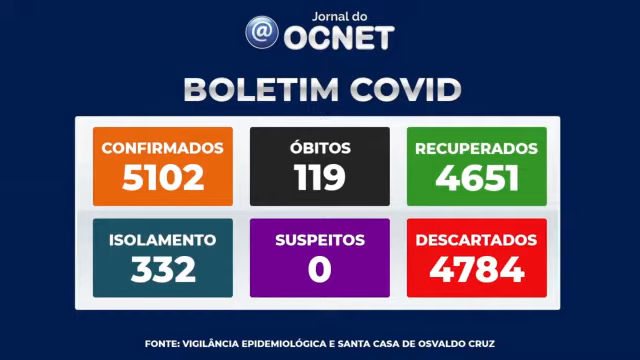 Jornal do
@ OCNET
BOLETIM COVID
CONFIRMADOS
5102
ÓBITOS
119
RECUPERADOS
4651
ISOLAMENTO
332
SUSPEITOS
0
DESCARTADOS
4784
FONTE: VIGILÂNCIA EPIDEMIOLÓGICA E SANTA CASA DE OSVALDO CRUZ